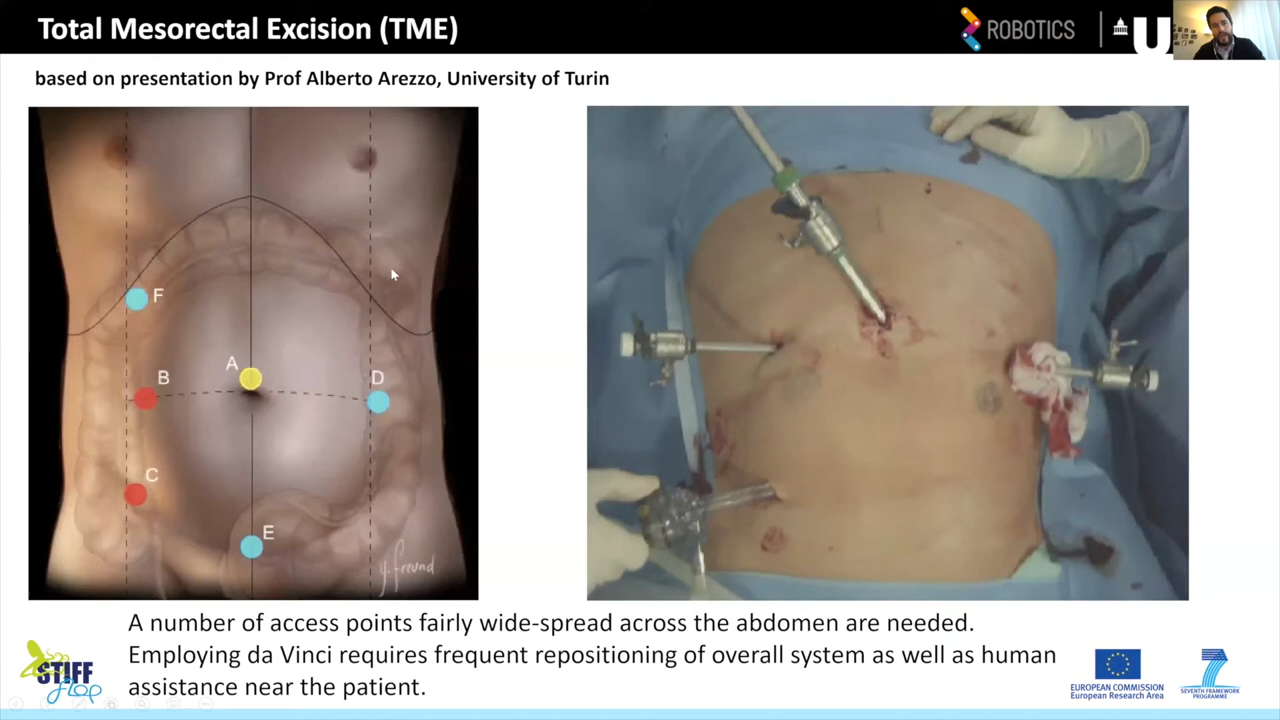 Total Mesorectal Excision (TME)
ROBOTICS
U
based on presentation by Prof Alberto Arezzo, University of Turin
F
A
B
D
C
E
y. freund
A number of access points fairly wide-spread across the abdomen are needed.
Employing da Vinci requires frequent repositioning of overall system as well as human
assistance near the patient.
STIFF
flop
EUROPEAN COMMISSION
European Research Area
SEVENTH FRAMEWORK
PROGRAMME